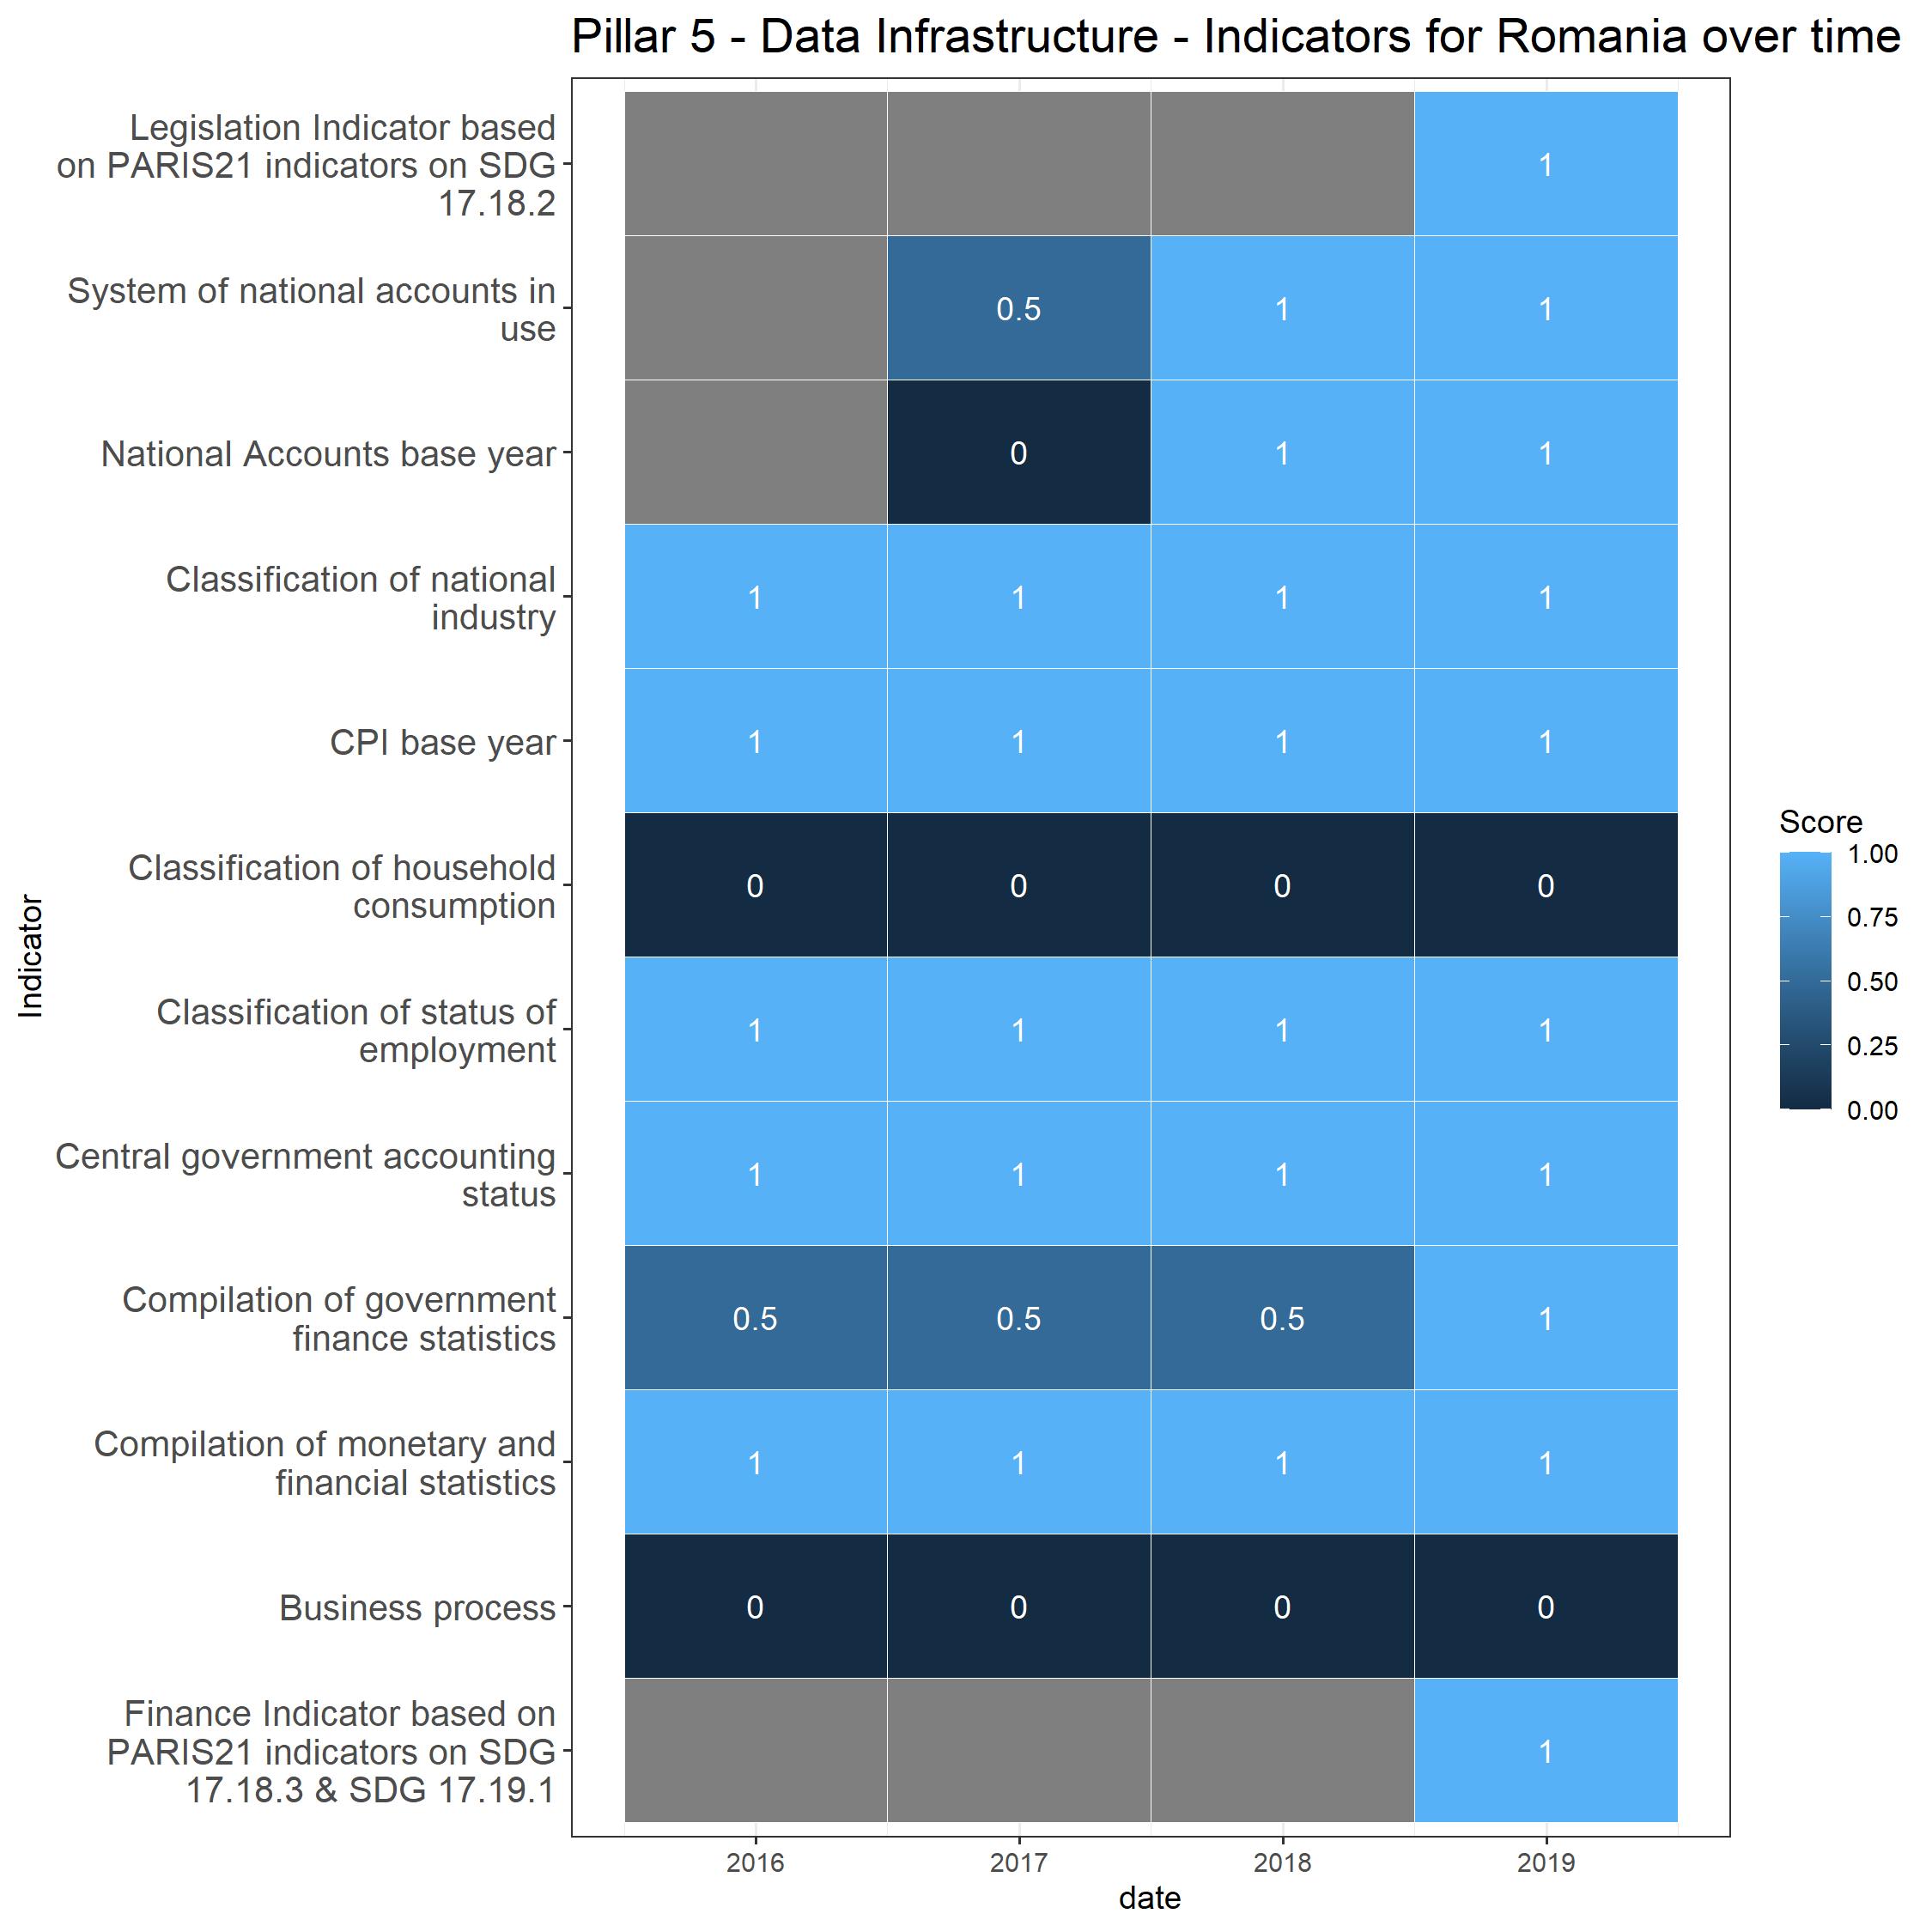 Pillar 5 - Data Infrastructure - Indicators for Romania over time
Indicator
Legislation Indicator based
on PARIS21 indicators on SDG
17.18.2
1
System of national accounts in
use
0.5 1 1
National Accounts base year
0 1 1
Classification of national
industry
1 1 1 1
CPI base year
1 1 1 1
Classification of household
consumption
0 0 0 0
Classification of status of
employment
1 1 1 1
Central government accounting
status
1 1 1 1
Compilation of government
finance statistics
0.5 0.5 0.5 1
Compilation of monetary and
financial statistics
1 1 1 1
Business process
0 0 0 0
Finance Indicator based on
PARIS21 indicators on SDG
17.18.3 & SDG 17.19.1
1
2016 2017 2018 2019
date
Score
1.00
0.75
0.50
0.25
0.00